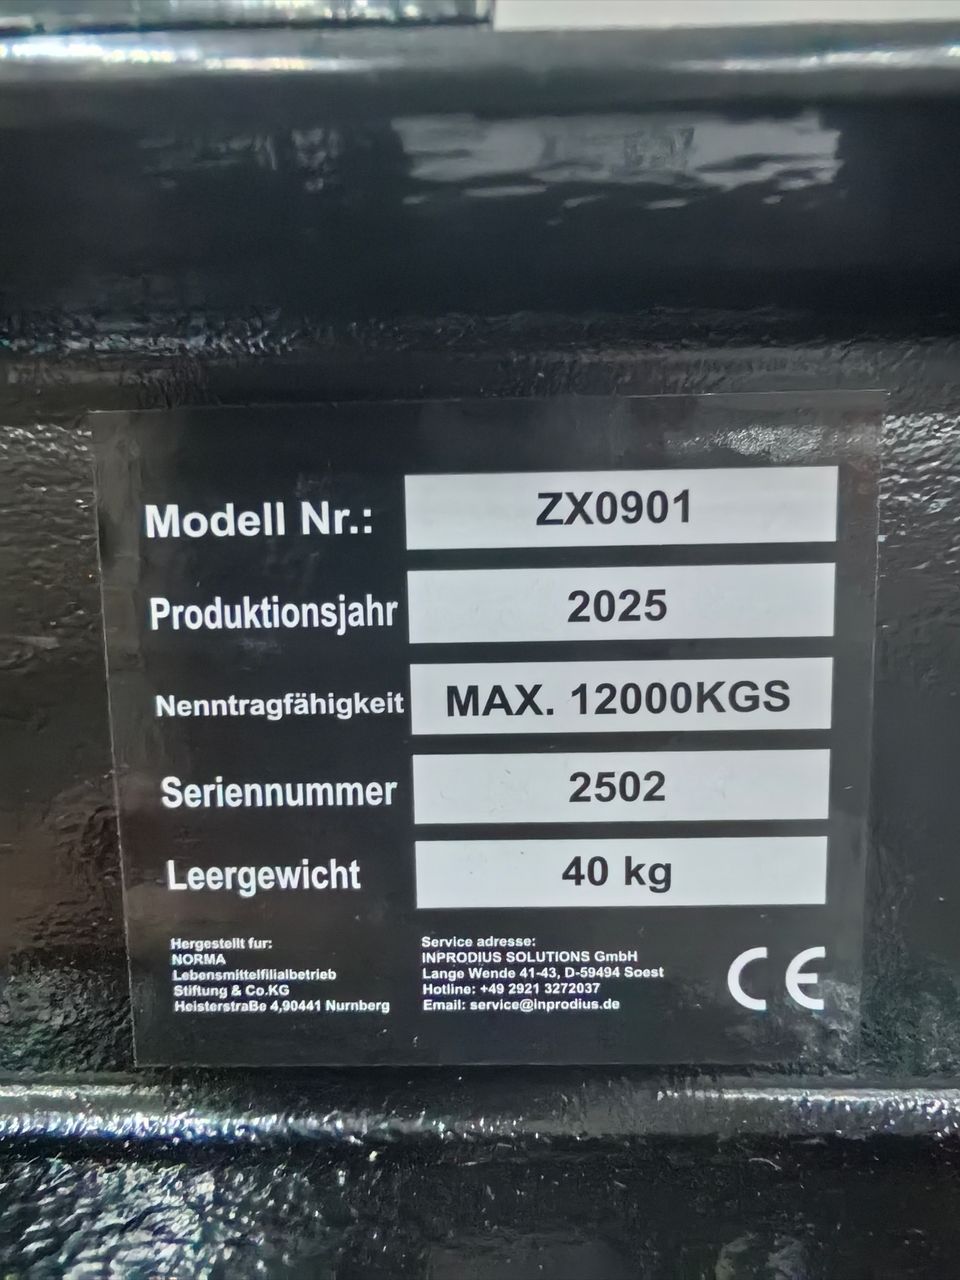 Modell Nr.: ZX0901
Produktionsjahr 2025
Nenntragfähigkeit MAX. 12000KGS
Seriennummer 2502
Leergewicht 40 kg
Hergestellt fur:
NORMA
Lebensmittelfilialbetrieb
Stiftung & Co.KG
Heisterstraße 4,90441 Nurnberg
Service adresse:
INPRODIUS SOLUTIONS GmbH
Lange Wende 41-43, D-59494 Soest
Hotline: +49 2921 3272037
Email: service@inprodius.de
CE